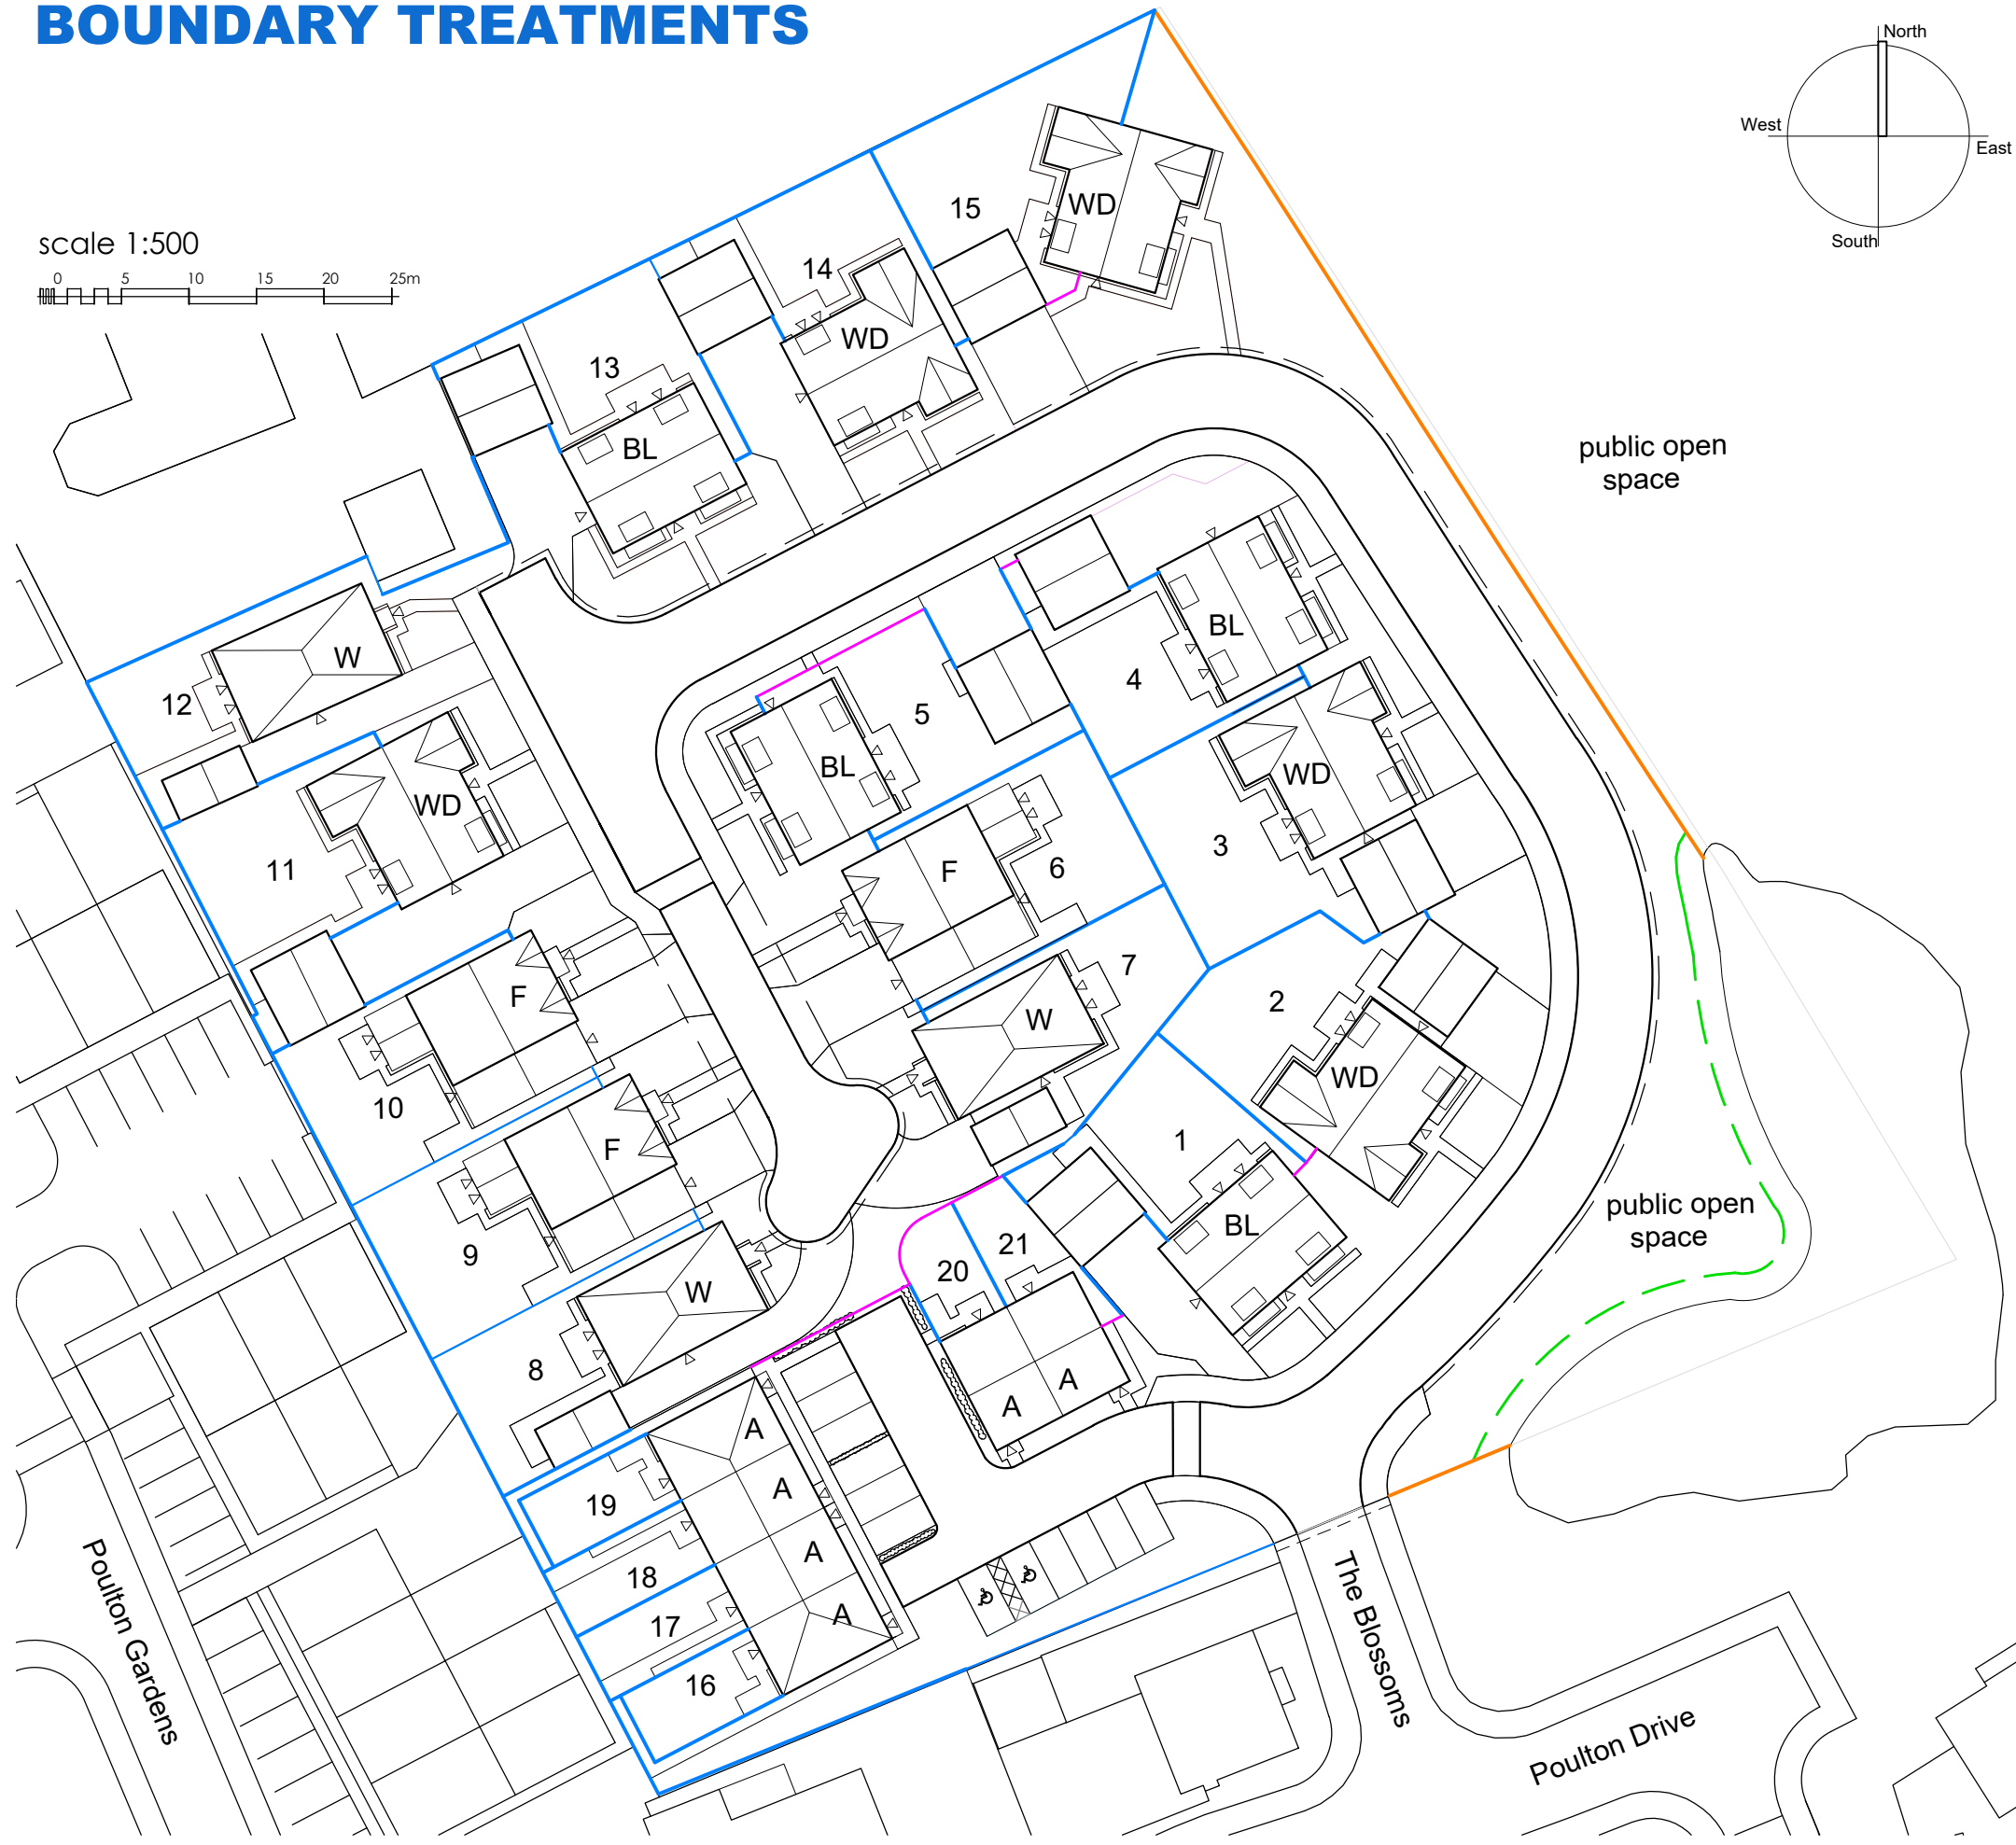 BOUNDARY TREATMENTS
North
West
East
South
scale 1:500
0 5 10 15 20 25m
15
WD
14
WD
13
BL
public open
space
12
W
4
BL
5
BL
WD
3
11
WD
F
6
7
W
2
WD
F
10
1
BL
F
9
public open
space
20
21
W
8
A
A
A
A
A
A
19
18
17
16
Poulton Gardens
The Blossoms
Poulton Drive